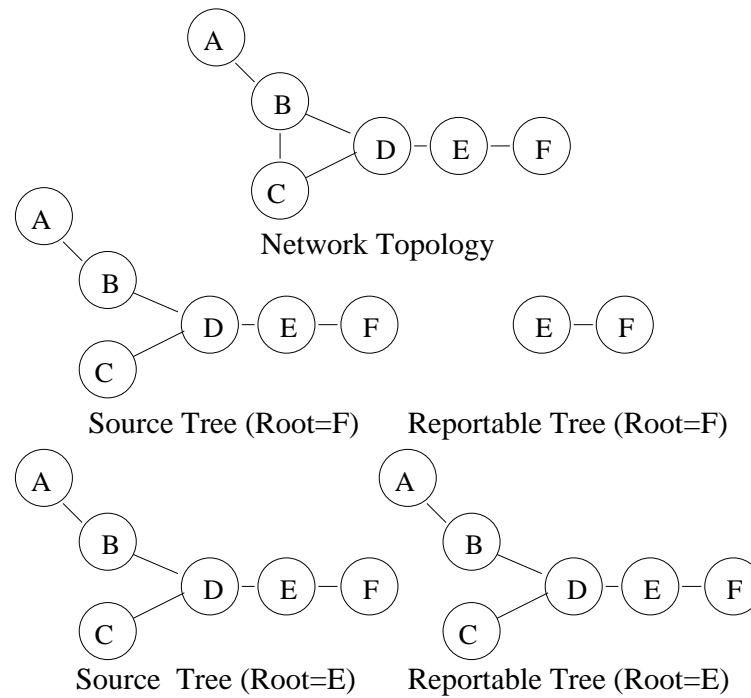 A
B
D E F
C
Network Topology
A
B
D E F
C
E F
Source Tree (Root=F)
Reportable Tree (Root=F)
A
B
D E F
C
A
B
D E F
C
Source Tree (Root=E)
Reportable Tree (Root=E)